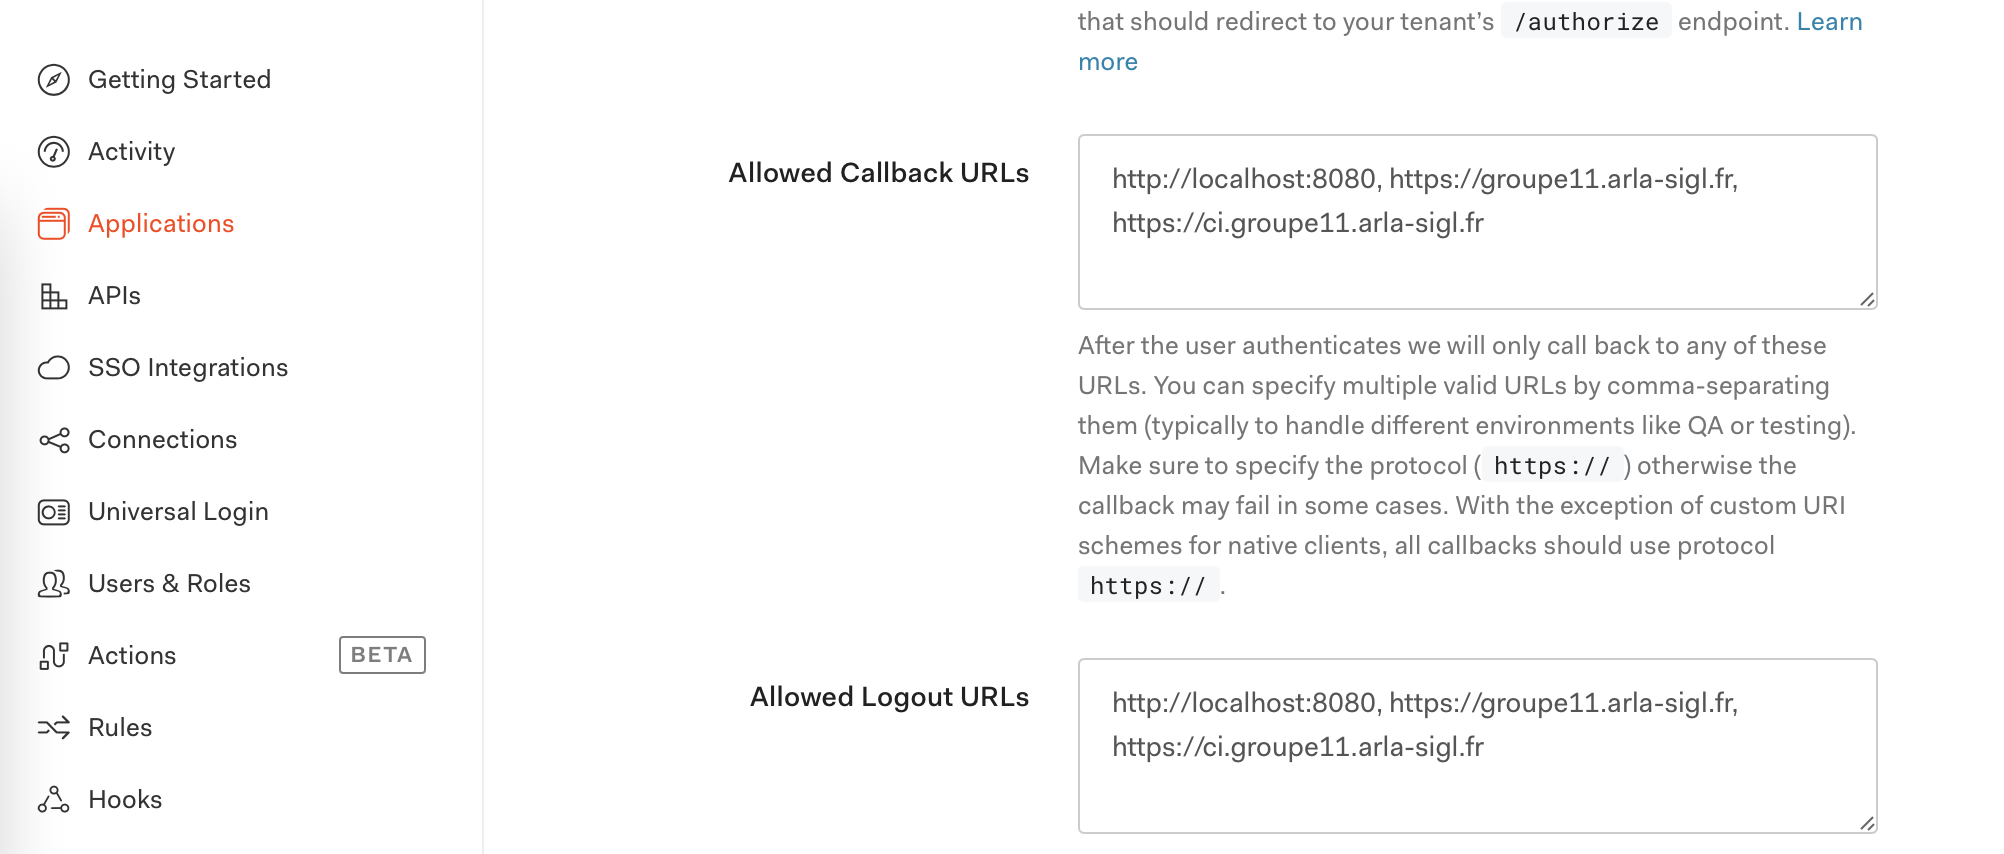 Getting Started
Activity
Applications
APIs
SSO Integrations
Connections
Universal Login
Users & Roles
Actions
BETA
Rules
Hooks
that should redirect to your tenant’s /authorize endpoint. Learn
more
Allowed Callback URLs
http://localhost:8080, https://groupe11.arla-sigl.fr,
https://ci.groupe11.arla-sigl.fr
After the user authenticates we will only call back to any of these
URLs. You can specify multiple valid URLs by comma-separating
them (typically to handle different environments like QA or testing).
Make sure to specify the protocol ( https:// ) otherwise the
callback may fail in some cases. With the exception of custom URI
schemes for native clients, all callbacks should use protocol
https:// .
Allowed Logout URLs
http://localhost:8080, https://groupe11.arla-sigl.fr,
https://ci.groupe11.arla-sigl.fr